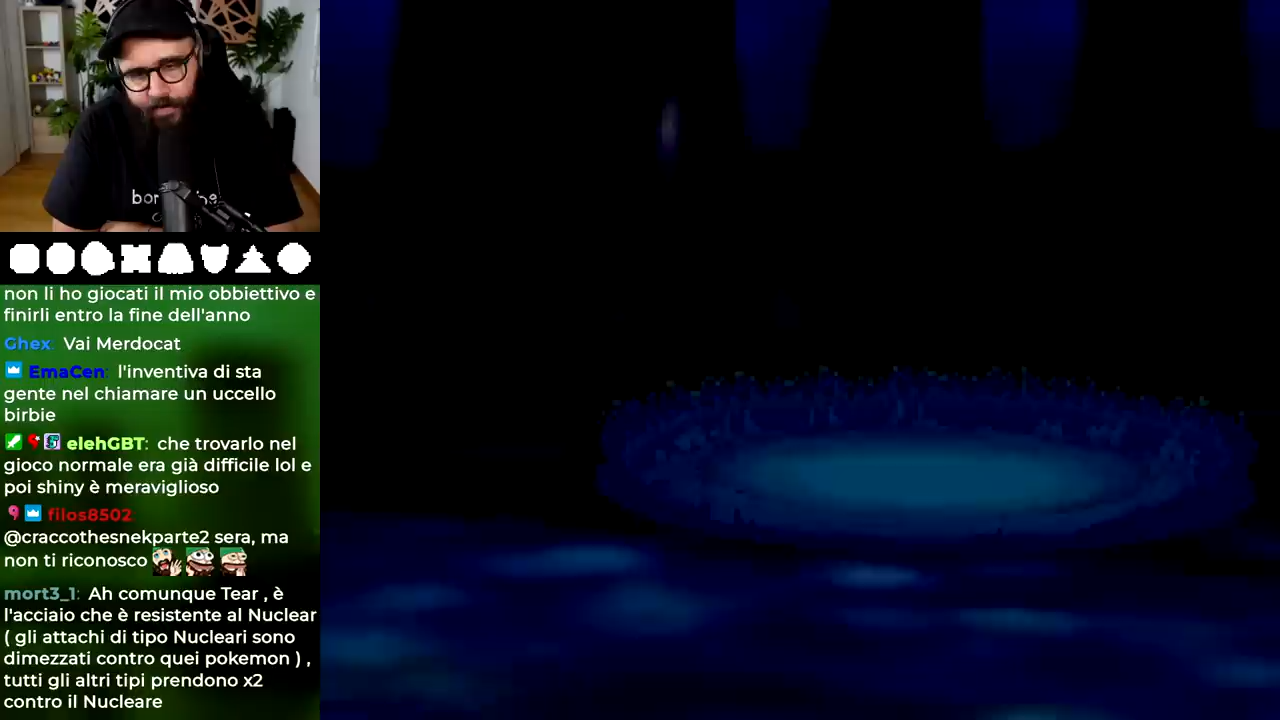 non li ho giocati il mio obbiettivo e
finirli entro la fine dell'anno
Ghex: Vai Merdocat
EmaCen: l'inventiva di sta
gente nel chiamare un uccello
birbie
elehGBT: che trovarlo nel
gioco normale era già difficile lol e
poi shiny è meraviglioso
filos8502:
@craccothesnekparte2 sera, ma
non ti riconosco
mort3_1: Ah comunque Tear , è
l'acciaio che è resistente al Nuclear
( gli attachi di tipo Nucleari sono
dimezzati contro quei pokemon ) ,
tutti gli altri tipi prendono x2
contro il Nucleare